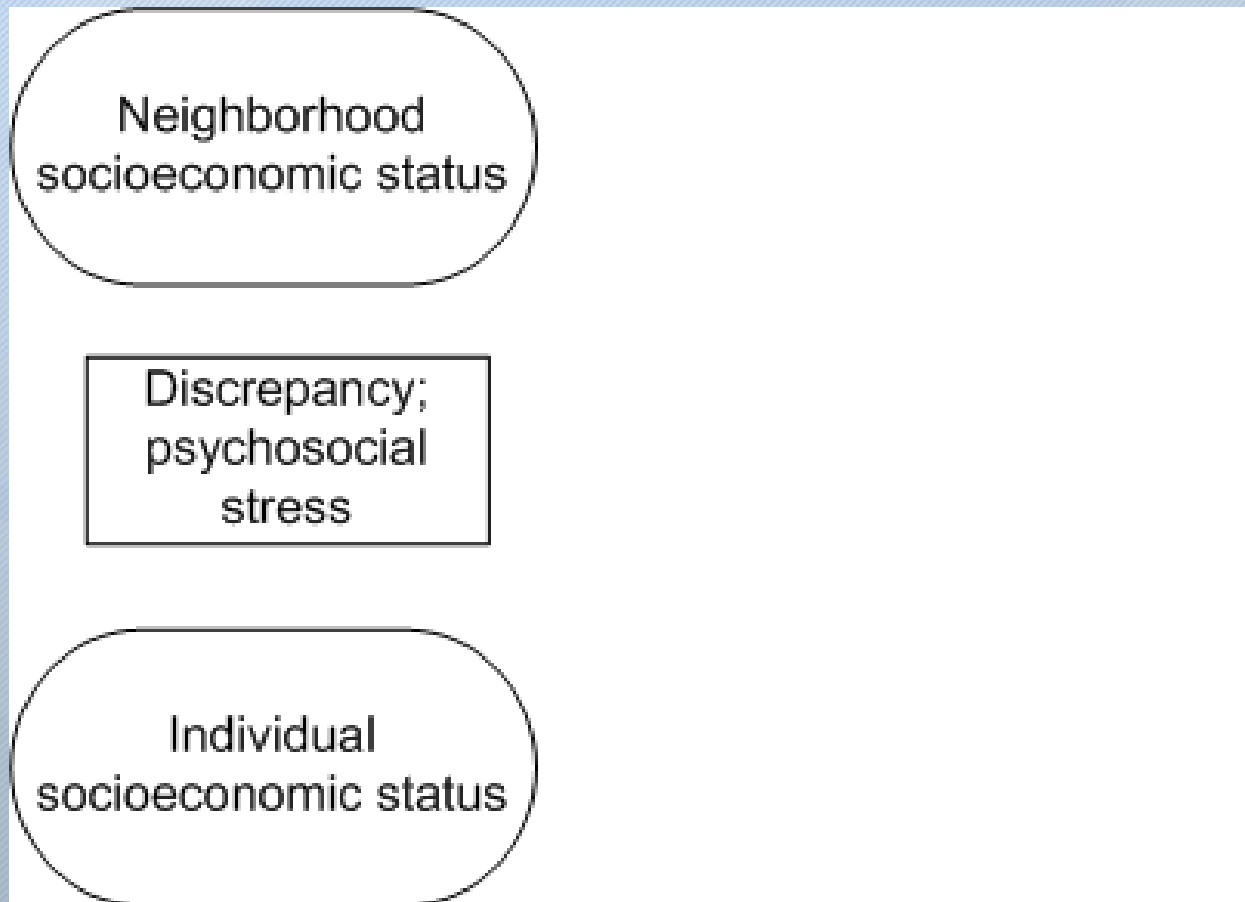 Neighborhood
socioeconomic status
Discrepancy;
psychosocial
stress
Individual
socioeconomic status